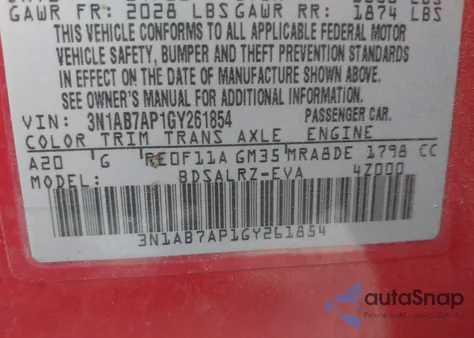 GAWR FR: 2028 LBS GAWR RR: 1874 LBS
THIS VEHICLE CONFORMS TO ALL APPLICABLE FEDERAL MOTOR
VEHICLE SAFETY, BUMPER AND THEFT PREVENTION STANDARDS
IN EFFECT ON THE DATE OF MANUFACTURE SHOWN ABOVE.
SEE OWNER'S MANUAL FOR ADDITIONAL INFORMATION.
VIN: 3N1AB7AP1GY261854 PASSENGER CAR.
COLOR TRIM TRANS AXLE ENGINE
A20 G RE0F11A GM35 MRA8DE 1798 CC
MODEL: BDSALRZ-EVA 4Z000
3N1AB7AP1GY261854
autoSnap